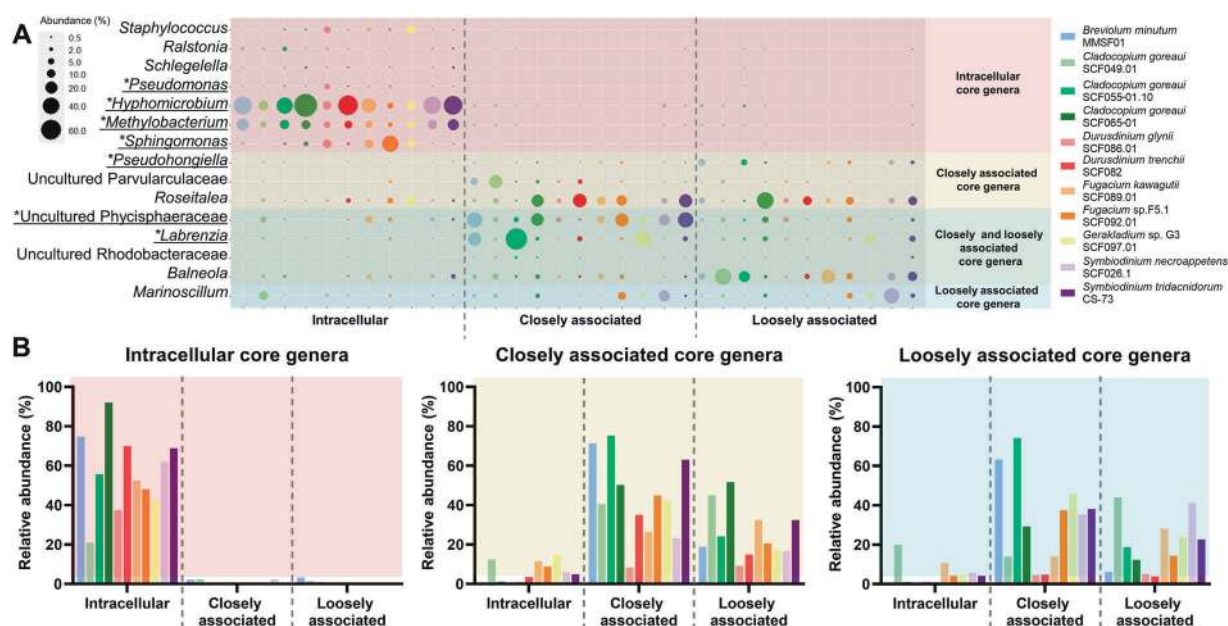 A
Abundance (%)
0.5
2.0
5.0
10.0
20.0
40.0
60.0
Staphylococcus
Ralstonia
Schlegelella
*Pseudomonas
*Hyphomicrobium
*Methylobacterium
*Sphingomonas
*Pseudohongiella
Uncultured Parvularculaceae
Roseitalea
*Uncultured Phycisphaeraceae
*Labrenzia
Uncultured Rhodobacteraceae
Balneola
Marinoscillum
Intracellular
Closely associated
Loosely associated
Intracellular
core genera
Closely associated
core genera
Closely and loosely
associated
core genera
Loosely associated
core genera
Breviolum minutum
MMSF01
Cladocopium goreaui
SCF049.01
Cladocopium goreaui
SCF055-01.10
Cladocopium goreaui
SCF065-01
Durusdinium glynii
SCF086.01
Durusdinium trenchii
SCF082
Fugacium kawagutii
SCF089.01
Fugacium sp.F5.1
SCF092.01
Gerakladium sp. G3
SCF097.01
Symbiodinium necroappetens
SCF026.1
Symbiodinium tridacnidorum
CS-73
B
Intracellular core genera
Relative abundance (%)
100
80
60
40
20
0
Intracellular
Closely
associated
Loosely
associated
Closely associated core genera
Relative abundance (%)
100
80
60
40
20
0
Intracellular
Closely
associated
Loosely
associated
Loosely associated core genera
Relative abundance (%)
100
80
60
40
20
0
Intracellular
Closely
associated
Loosely
associated